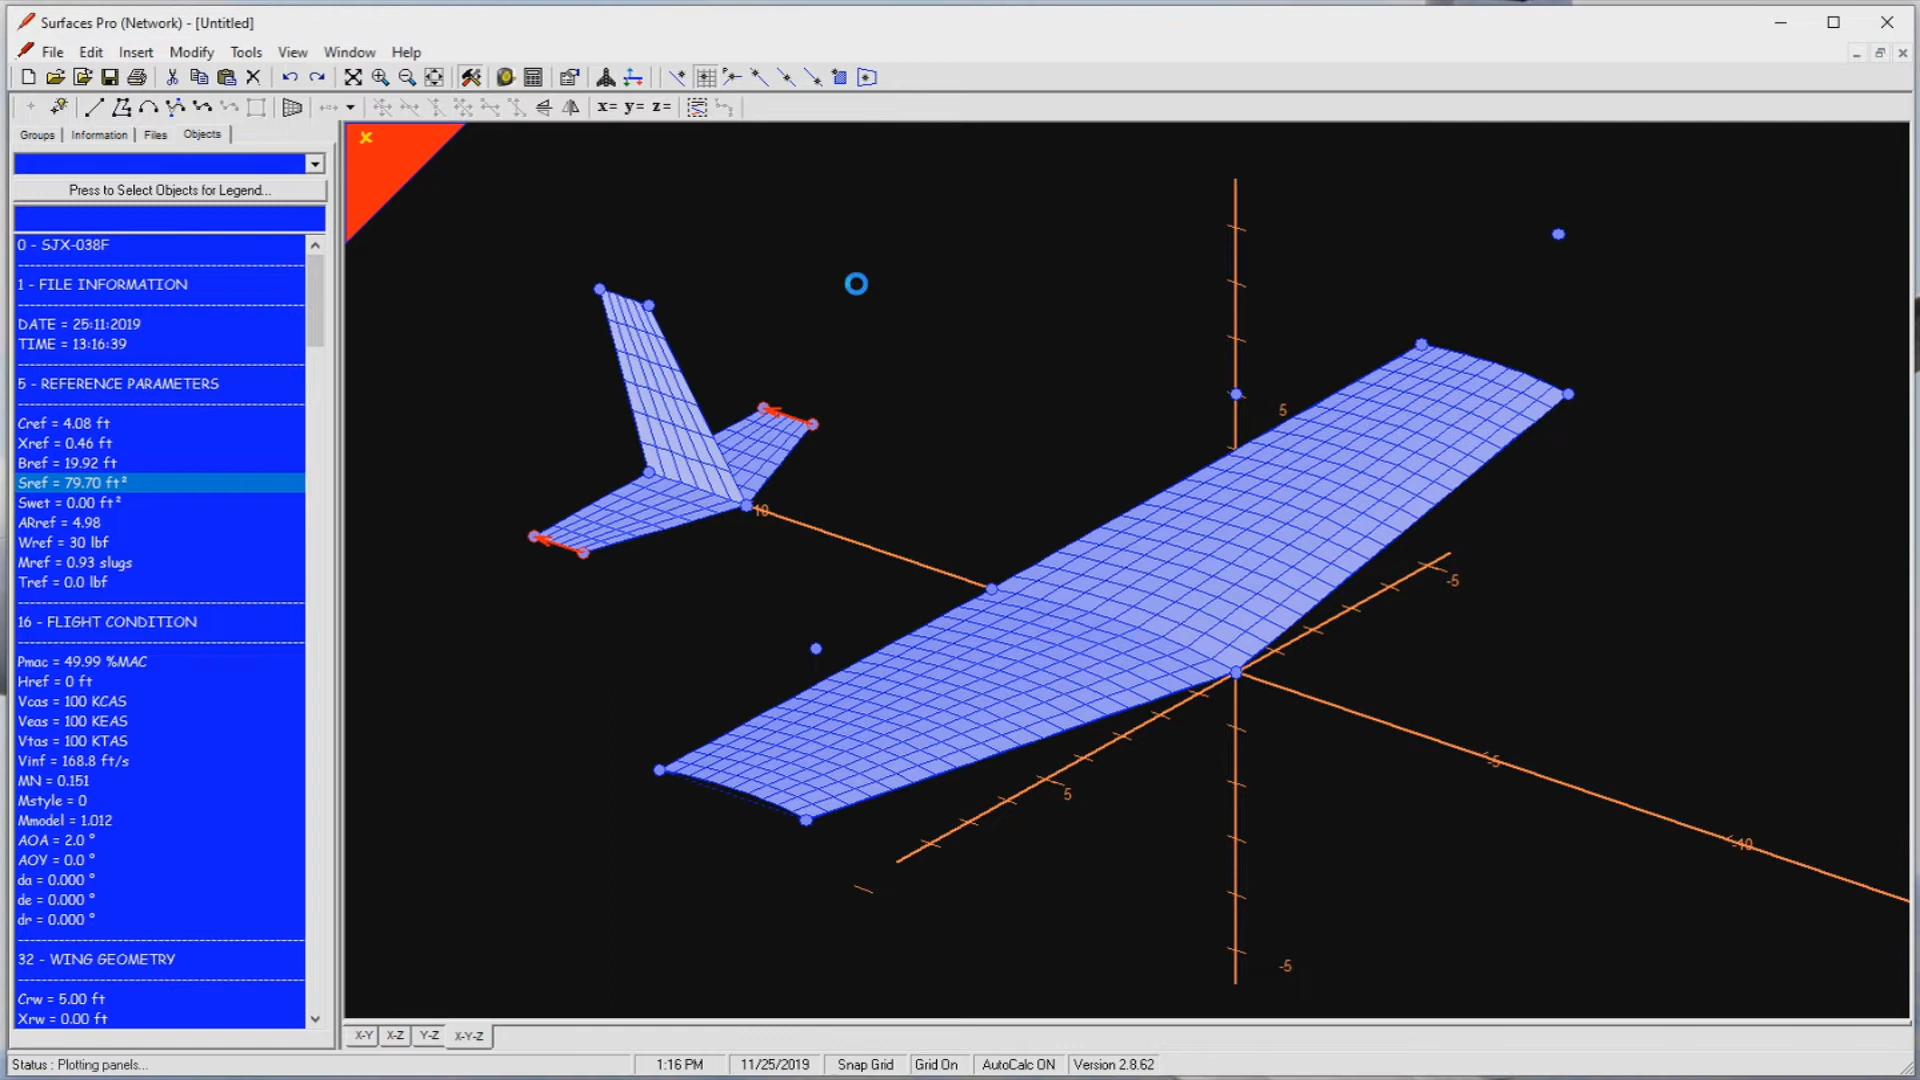 Surfaces Pro (Network) - [Untitled]
File Edit Insert Modify Tools View Window Help
x= y= z=
Groups Information Files Objects
Press to Select Objects for Legend...
0 - SJX-038F
1 - FILE INFORMATION
DATE = 25:11:2019
TIME = 13:16:39
5 - REFERENCE PARAMETERS
Cref = 4.08 ft
Xref = 0.46 ft
Bref = 19.92 ft
Sref = 79.70 ft²
Swet = 0.00 ft²
ARref = 4.98
Wref = 30 lbf
Mref = 0.93 slugs
Tref = 0.0 lbf
16 - FLIGHT CONDITION
Pmac = 49.99 %MAC
Href = 0 ft
Vcas = 100 KCAS
Veas = 100 KEAS
Vtas = 100 KTAS
Vinf = 168.8 ft/s
MN = 0.151
Mstyle = 0
Mmodel = 1.012
AOA = 2.0 °
AOY = 0.0 °
da = 0.000 °
de = 0.000 °
dr = 0.000 °
32 - WING GEOMETRY
Crw = 5.00 ft
Xrw = 0.00 ft
x
5
10
-5
-5
5
-10
-5
X-Y X-Z Y-Z X-Y-Z
Status : Plotting panels... 1:16 PM 11/25/2019 Snap Grid Grid On AutoCalc ON Version 2.8.62